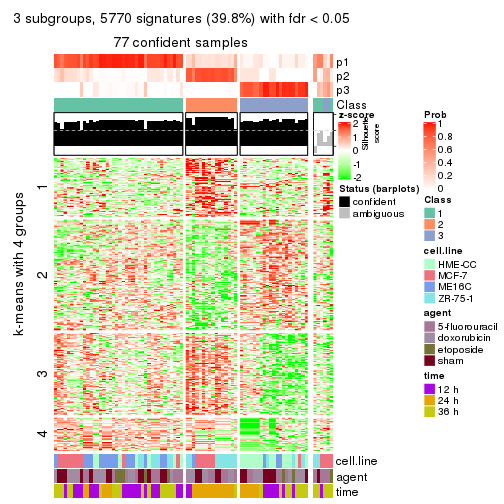 3 subgroups, 5770 signatures (39.8%) with fdr < 0.05
77 confident samples
p1
p2
p3
Class
z-score
2
1
0
-1
-2
Silhouette
score
Status (barplots)
confident
ambiguous
Prob
1
0.8
0.6
0.4
0.2
0
Class
1
2
3
cell.line
HME-CC
MCF-7
ME16C
ZR-75-1
agent
5-fluorouracil
doxorubicin
etoposide
sham
time
12 h
24 h
36 h
k-means with 4 groups
1
2
3
4
cell.line
agent
time